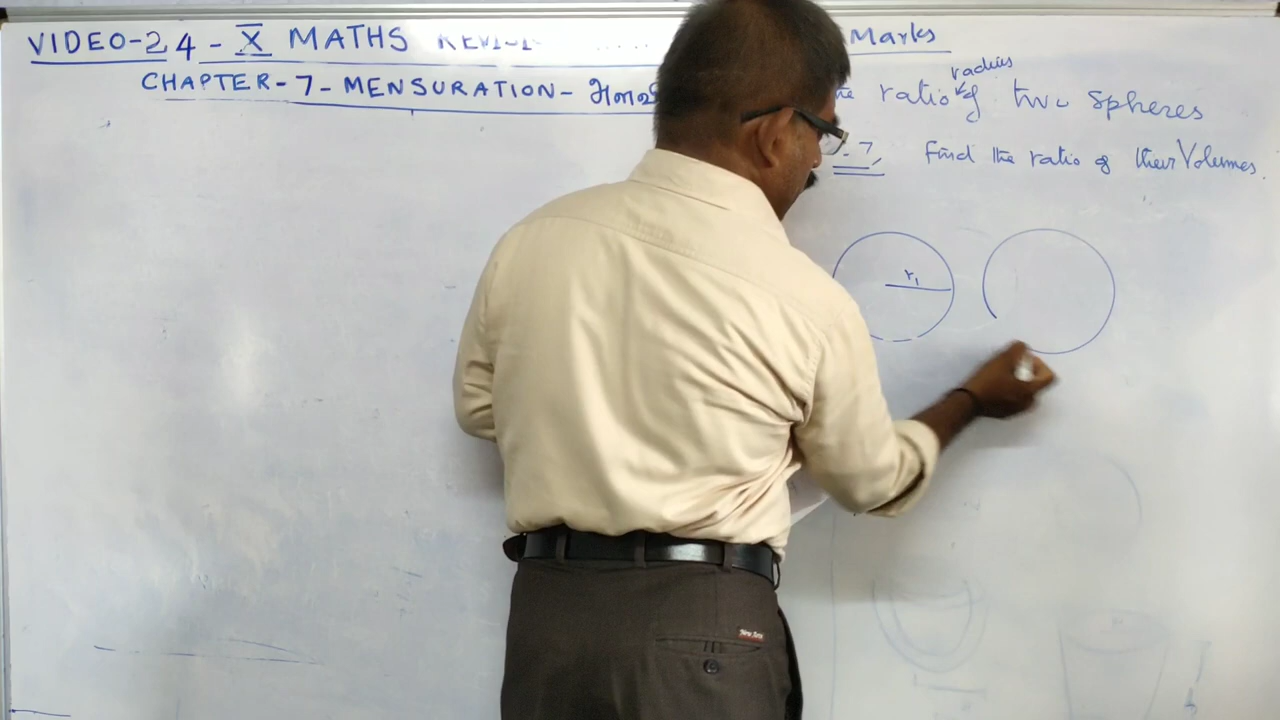 VIDEO-24 - X MATHS Marks
CHAPTER-7- MENSURATION-
radius
ratio of two spheres
7. Find the ratio of their Volumes.
r₁